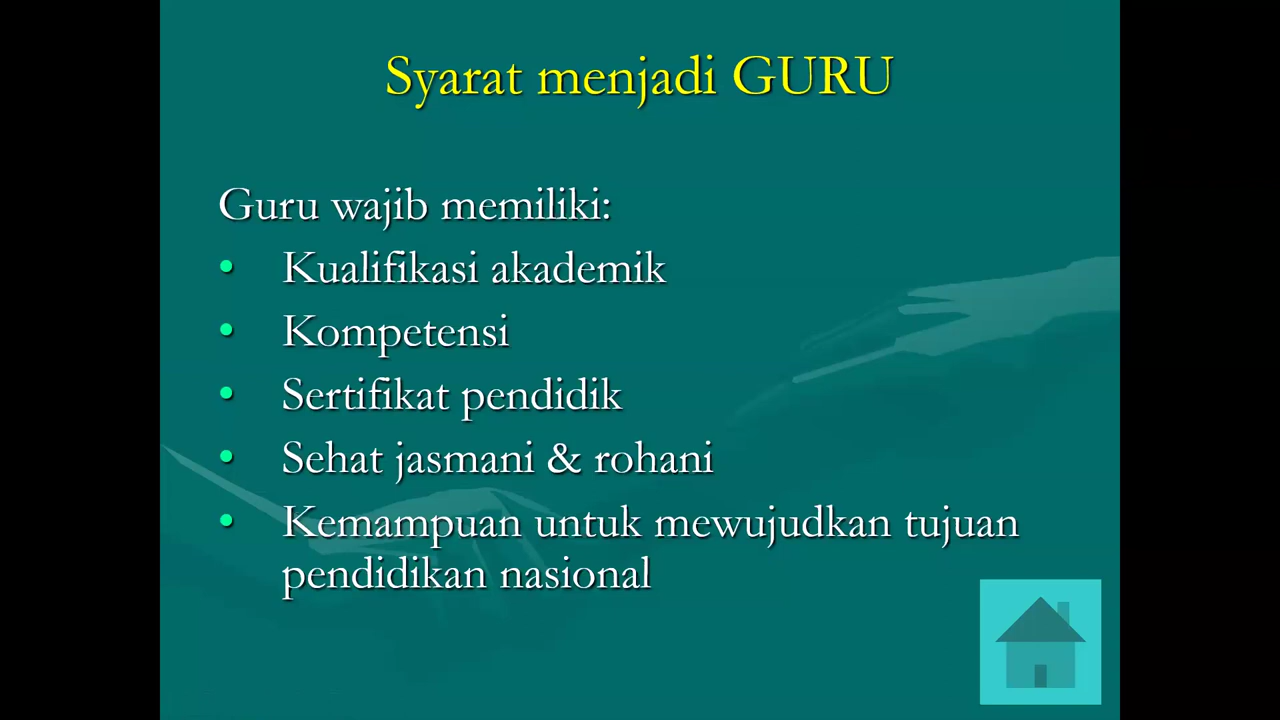 Syarat menjadi GURU
Guru wajib memiliki:
• Kualifikasi akademik
• Kompetensi
• Sertifikat pendidik
• Sehat jasmani & rohani
• Kemampuan untuk mewujudkan tujuan
pendidikan nasional